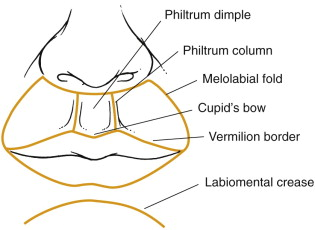 Philtrum dimple
Philtrum column
Melolabial fold
Cupid's bow
Vermilion border
Labiomental crease